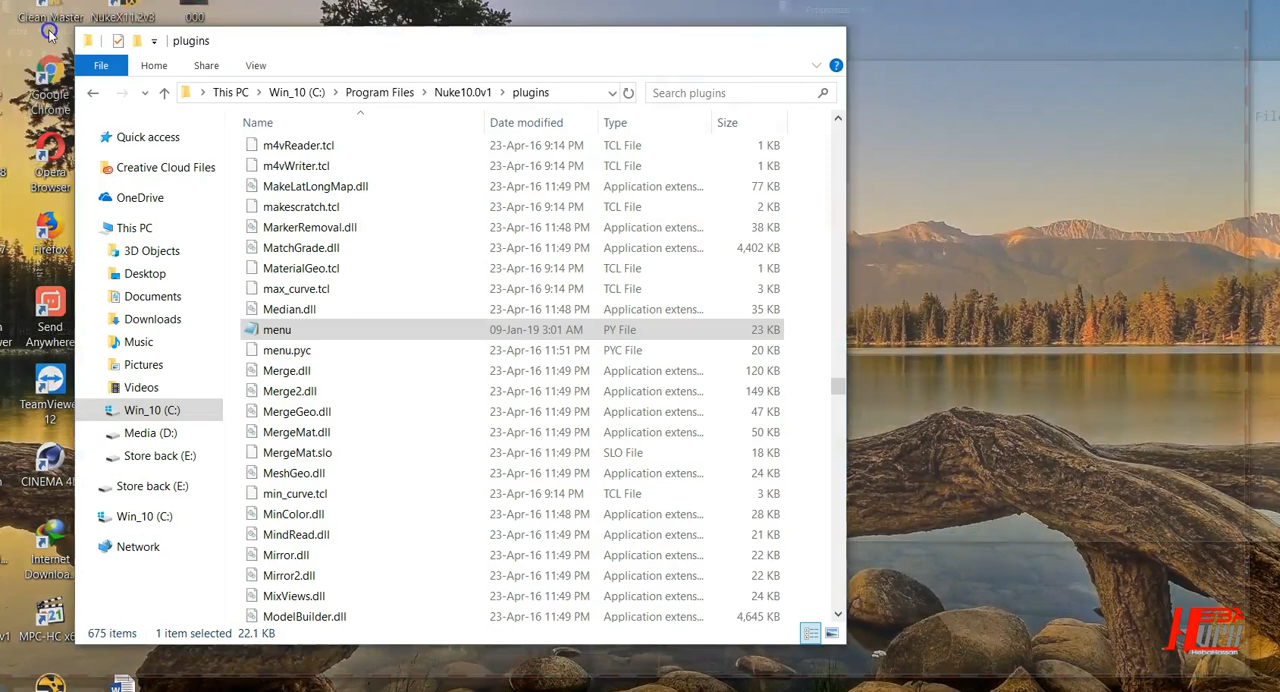 Clean Master NukeX11.2v3 000
plugins
File Home Share View
This PC Win_10 (C:) Program Files Nuke10.0v1 plugins Search plugins
Name Date modified Type Size
Quick access
Creative Cloud Files
OneDrive
This PC
3D Objects
Desktop
Documents
Downloads
Music
Pictures
Videos
Win_10 (C:)
Media (D:)
Store back (E:)
Store back (E:)
Win_10 (C:)
Network
m4vReader.tcl 23-Apr-16 9:14 PM TCL File 1 KB
m4vWriter.tcl 23-Apr-16 9:14 PM TCL File 1 KB
MakeLatLongMap.dll 23-Apr-16 11:49 PM Application extens... 77 KB
makescratch.tcl 23-Apr-16 9:14 PM TCL File 2 KB
MarkerRemoval.dll 23-Apr-16 11:48 PM Application extens... 38 KB
MatchGrade.dll 23-Apr-16 11:49 PM Application extens... 4,402 KB
MaterialGeo.tcl 23-Apr-16 9:14 PM TCL File 1 KB
max_curve.tcl 23-Apr-16 9:14 PM TCL File 3 KB
Median.dll 23-Apr-16 11:48 PM Application extens... 35 KB
menu 09-Jan-19 3:01 AM PY File 23 KB
menu.pyc 23-Apr-16 11:51 PM PYC File 20 KB
Merge.dll 23-Apr-16 11:49 PM Application extens... 120 KB
Merge2.dll 23-Apr-16 11:49 PM Application extens... 149 KB
MergeGeo.dll 23-Apr-16 11:49 PM Application extens... 47 KB
MergeMat.dll 23-Apr-16 11:49 PM Application extens... 50 KB
MergeMat.slo 23-Apr-16 11:49 PM SLO File 18 KB
MeshGeo.dll 23-Apr-16 11:49 PM Application extens... 24 KB
min_curve.tcl 23-Apr-16 9:14 PM TCL File 3 KB
MinColor.dll 23-Apr-16 11:48 PM Application extens... 28 KB
MindRead.dll 23-Apr-16 11:49 PM Application extens... 21 KB
Mirror.dll 23-Apr-16 11:49 PM Application extens... 22 KB
Mirror2.dll 23-Apr-16 11:49 PM Application extens... 22 KB
MixViews.dll 23-Apr-16 11:49 PM Application extens... 24 KB
ModelBuilder.dll 23-Apr-16 11:49 PM Application extens... 4,645 KB
675 items 1 item selected 22.1 KB
Google
Chrome
Opera
Browser
Firefox
Send
Anywhere
TeamViewer
12
CINEMA 4D
Internet
Downloa...
MPC-HC x6
File